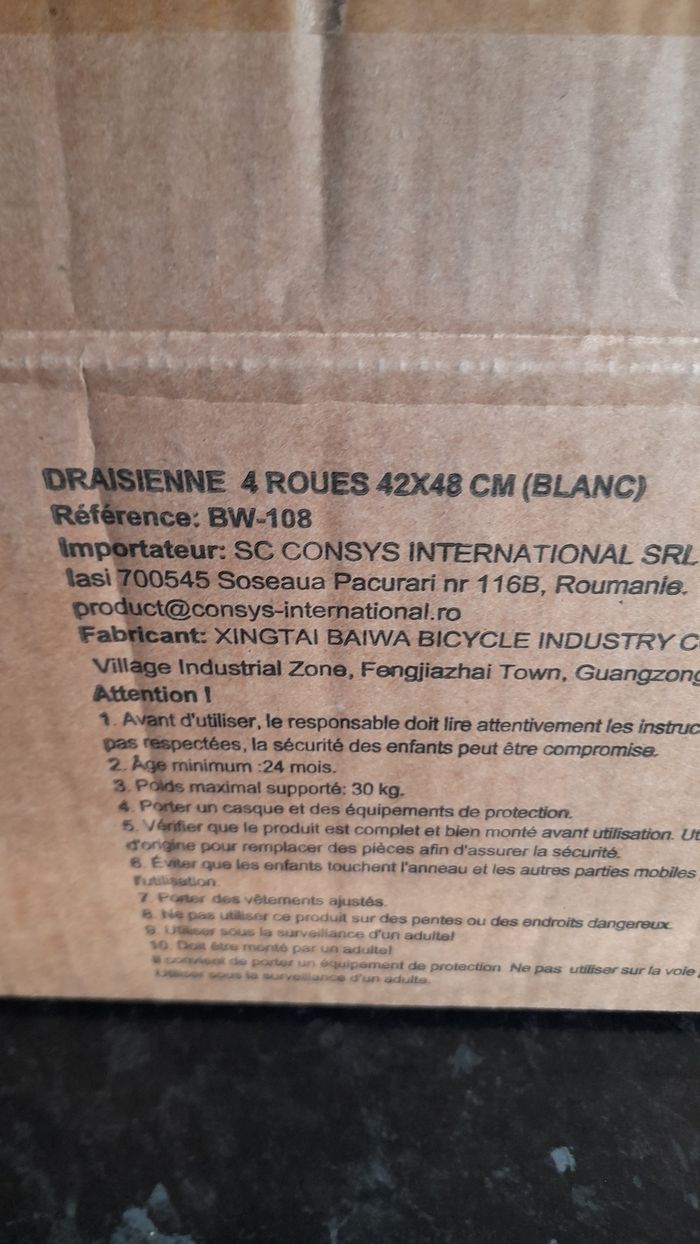 DRAISIENNE 4 ROUES 42X48 CM (BLANC)
Référence: BW-108
Importateur: SC CONSYS INTERNATIONAL SRL
Iasi 700545 Soseaua Pacurari nr 116B, Roumanie.
product@consys-international.ro
Fabricant: XINGTAI BAIWA BICYCLE INDUSTRY
Village Industrial Zone, Fengjiazhai Town, Guangzong
Attention !
1. Avant d'utiliser, le responsable doit lire attentivement les instruc
pas respectées, la sécurité des enfants peut être compromise.
2. Âge minimum :24 mois.
3. Poids maximal supporté: 30 kg.
4. Porter un casque et des équipements de protection.
5. Vérifier que le produit est complet et bien monté avant utilisation. Ut
d'origine pour remplacer des pièces afin d'assurer la sécurité.
6. Éviter que les enfants touchent l'anneau et les autres parties mobiles
l'utilisation.
7. Porter des vêtements ajustés.
8. Ne pas utiliser ce produit sur des pentes ou des endroits dangereux.
9. Utiliser sous la surveillance d'un adulte!
10. Doit être monté par un adulte!
Il convient de porter un équipement de protection. Ne pas utiliser sur la voie
Utiliser sous la surveillance d'un adulte.